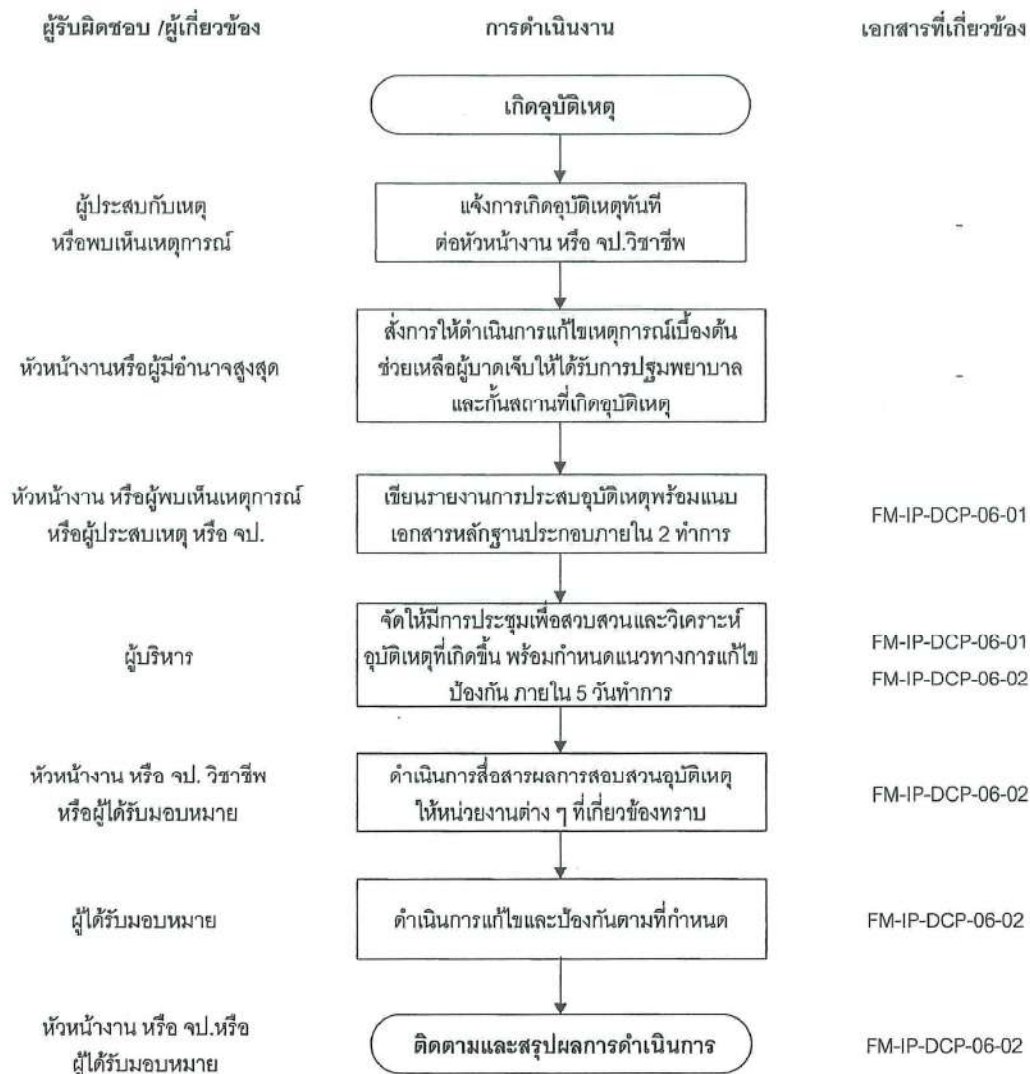 ผู้รับผิดชอบ /ผู้เกี่ยวข้อง
การดำเนินงาน
เอกสารที่เกี่ยวข้อง
เกิดอุบัติเหตุ
ผู้ประสบกับเหตุ
หรือพบเห็นเหตุการณ์
แจ้งการเกิดอุบัติเหตุทันที
ต่อหัวหน้างาน หรือ จป.วิชาชีพ
-
หัวหน้างานหรือผู้มีอำนาจสูงสุด
สั่งการให้ดำเนินการแก้ไขเหตุการณ์เบื้องต้น
ช่วยเหลือผู้บาดเจ็บให้ได้รับการปฐมพยาบาล
และกั้นสถานที่เกิดอุบัติเหตุ
-
หัวหน้างาน หรือผู้พบเห็นเหตุการณ์
หรือผู้ประสบเหตุ หรือ จป.
เขียนรายงานการประสบอุบัติเหตุพร้อมแนบ
เอกสารหลักฐานประกอบภายใน 2 ทำการ
FM-IP-DCP-06-01
ผู้บริหาร
จัดให้มีการประชุมเพื่อสวบสวนและวิเคราะห์
อุบัติเหตุที่เกิดขึ้น พร้อมกำหนดแนวทางการแก้ไข
ป้องกัน ภายใน 5 วันทำการ
FM-IP-DCP-06-01
FM-IP-DCP-06-02
หัวหน้างาน หรือ จป. วิชาชีพ
หรือผู้ได้รับมอบหมาย
ดำเนินการสื่อสารผลการสอบสวนอุบัติเหตุ
ให้หน่วยงานต่าง ๆ ที่เกี่ยวข้องทราบ
FM-IP-DCP-06-02
ผู้ได้รับมอบหมาย
ดำเนินการแก้ไขและป้องกันตามที่กำหนด
FM-IP-DCP-06-02
หัวหน้างาน หรือ จป.หรือ
ผู้ได้รับมอบหมาย
ติดตามและสรุปผลการดำเนินการ
FM-IP-DCP-06-02